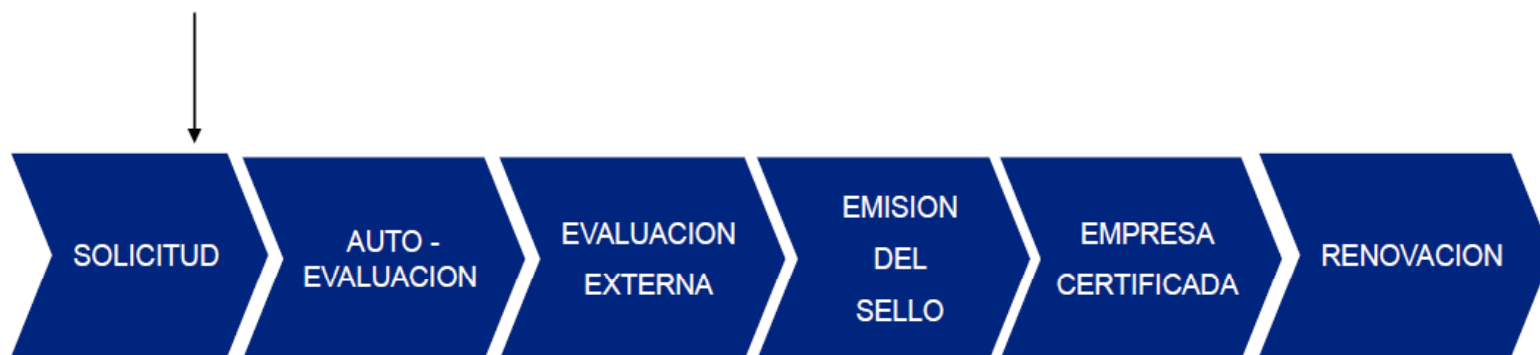 SOLICITUD
AUTO -
EVALUACION
EVALUACION
EXTERNA
EMISION
DEL
SELLO
EMPRESA
CERTIFICADA
RENOVACION